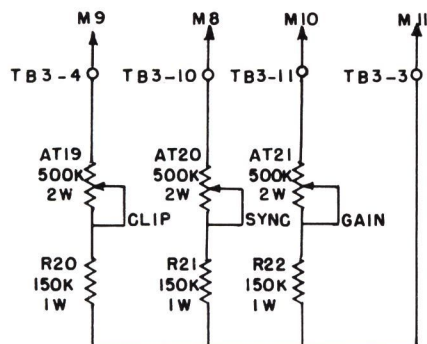 M9 M8 M10 M11
TB3-4 TB3-10 TB3-11 TB3-3
AT19 AT20 AT21
500K 500K 500K
2W 2W 2W
CLIP SYNC GAIN
R20 R21 R22
150K 150K 150K
1W 1W 1W